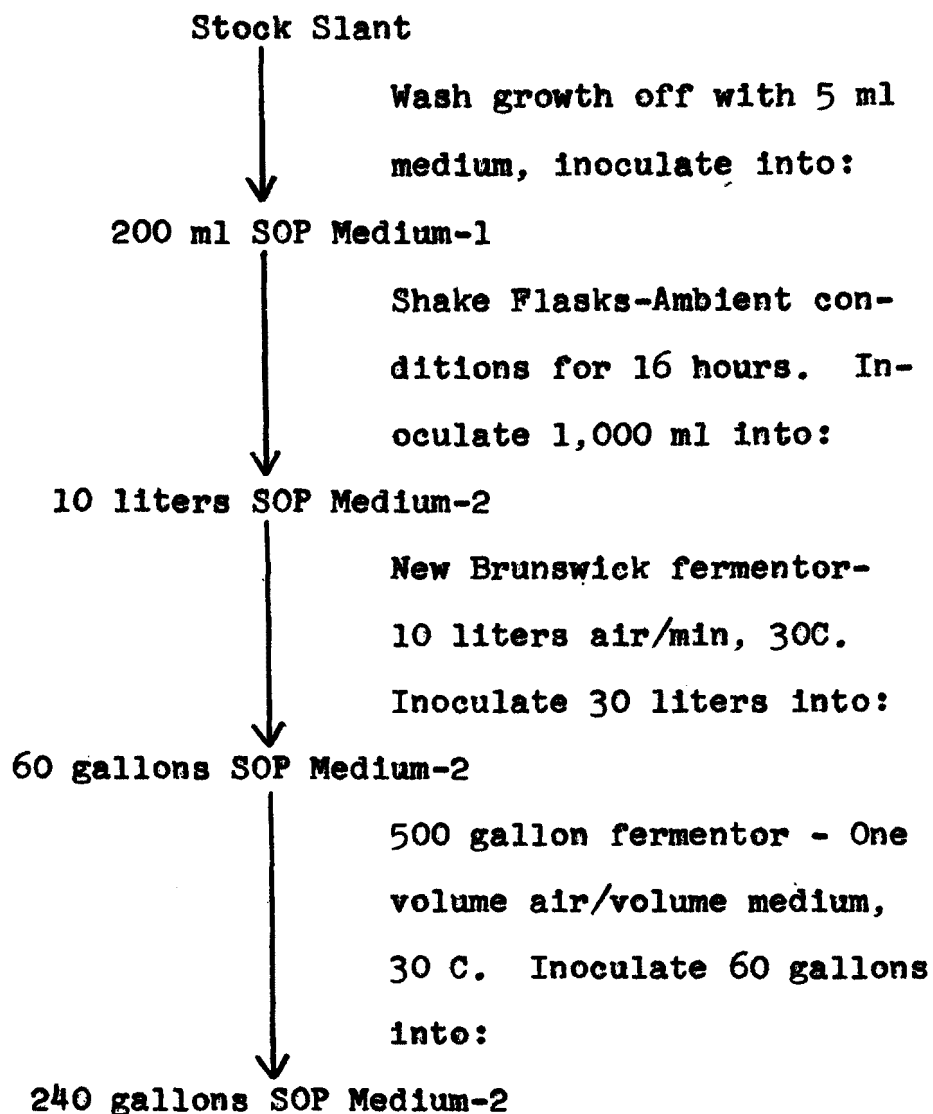 Stock Slant
Wash growth off with 5 ml
medium, inoculate into:
200 ml SOP Medium-1
Shake Flasks-Ambient con-
ditions for 16 hours. In-
oculate 1,000 ml into:
10 liters SOP Medium-2
New Brunswick fermentor-
10 liters air/min, 30C.
Inoculate 30 liters into:
60 gallons SOP Medium-2
500 gallon fermentor - One
volume air/volume medium,
30 C. Inoculate 60 gallons
into:
240 gallons SOP Medium-2